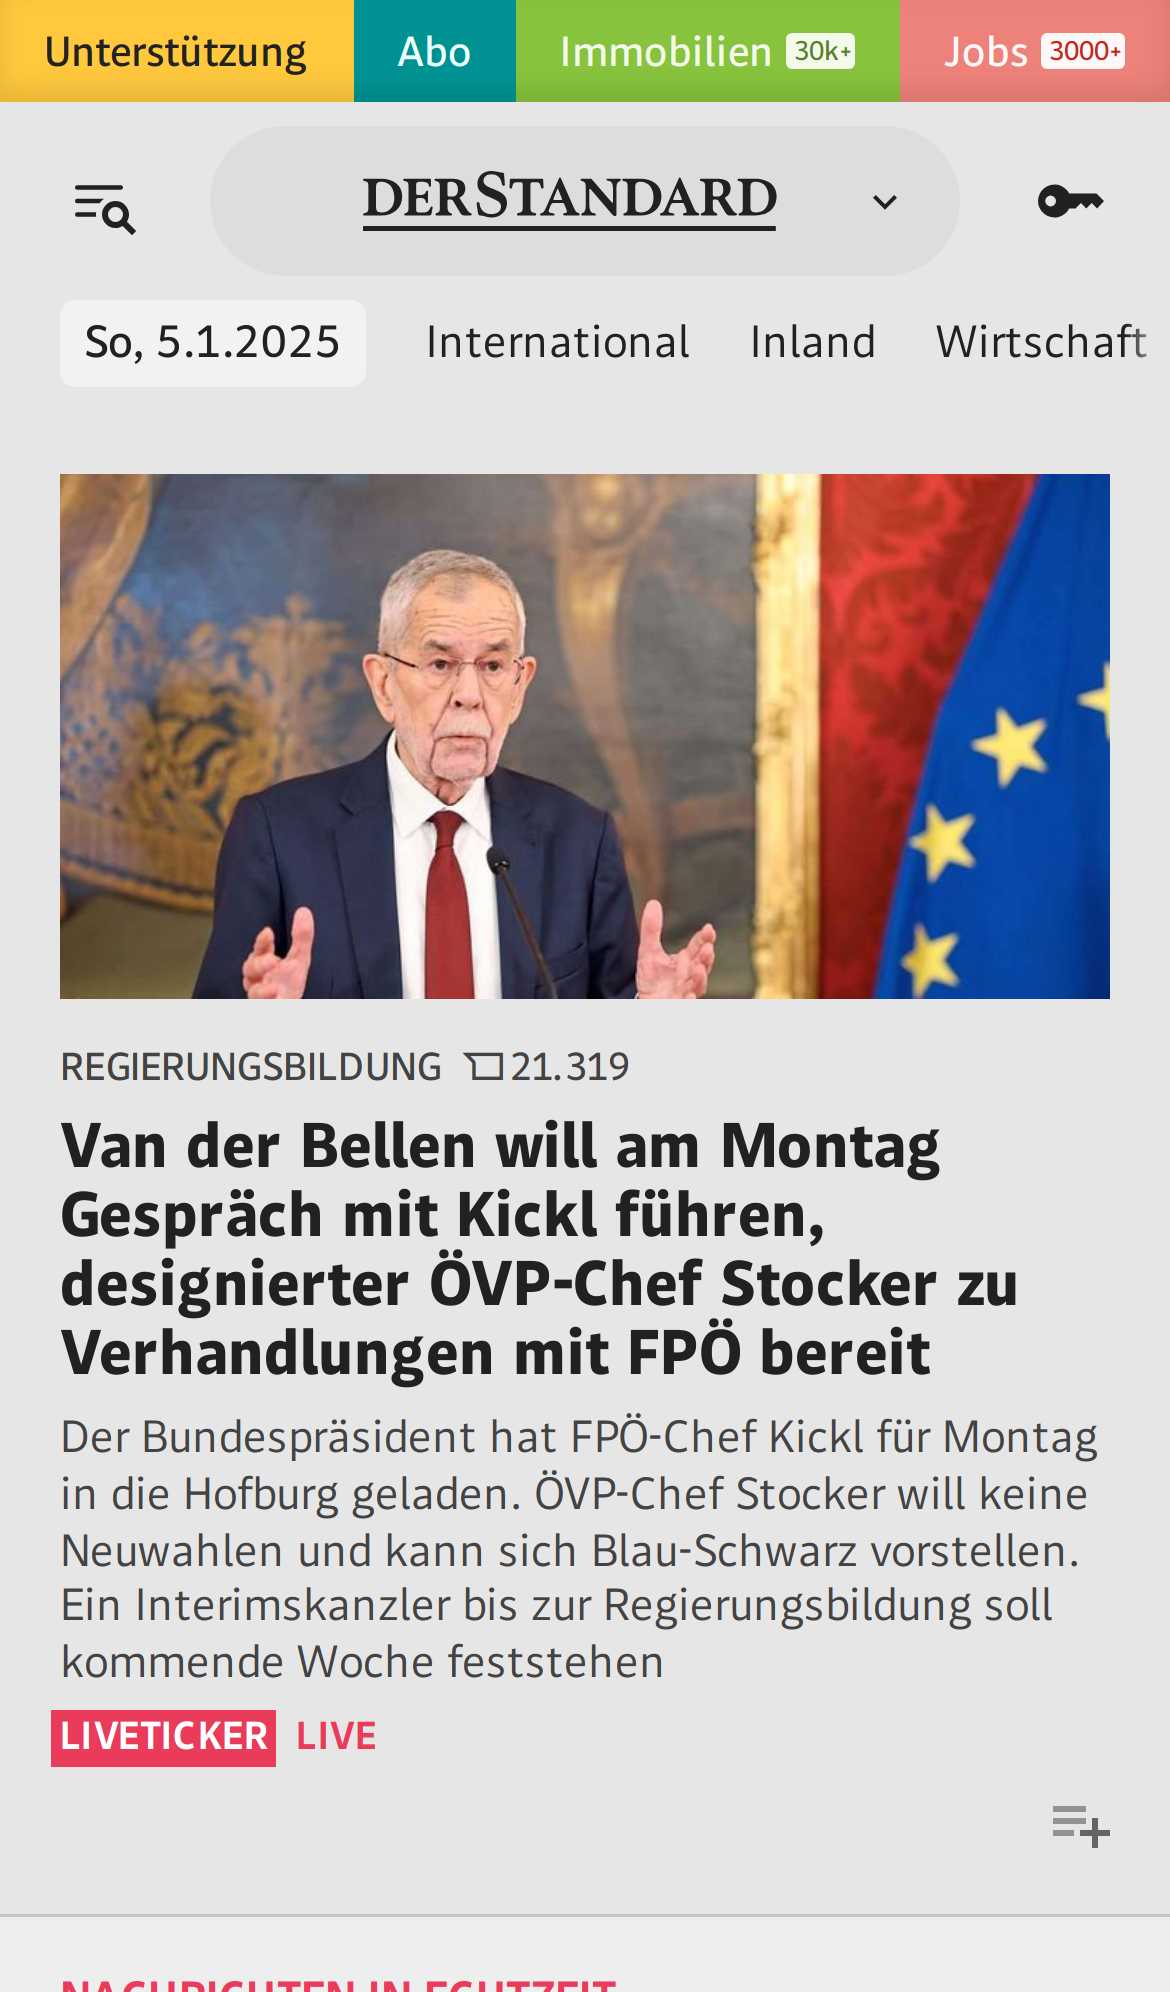 Unterstützung Abo Immobilien 30k+ Jobs 3000+
DERSTANDARD
So, 5.1.2025 International Inland Wirtschaft
REGIERUNGSBILDUNG 21.319
Van der Bellen will am Montag
Gespräch mit Kickl führen,
designierter ÖVP-Chef Stocker zu
Verhandlungen mit FPÖ bereit
Der Bundespräsident hat FPÖ-Chef Kickl für Montag
in die Hofburg geladen. ÖVP-Chef Stocker will keine
Neuwahlen und kann sich Blau-Schwarz vorstellen.
Ein Interimskanzler bis zur Regierungsbildung soll
kommende Woche feststehen
LIVETICKER LIVE
NACHRICHTEN IN ECHTZEIT